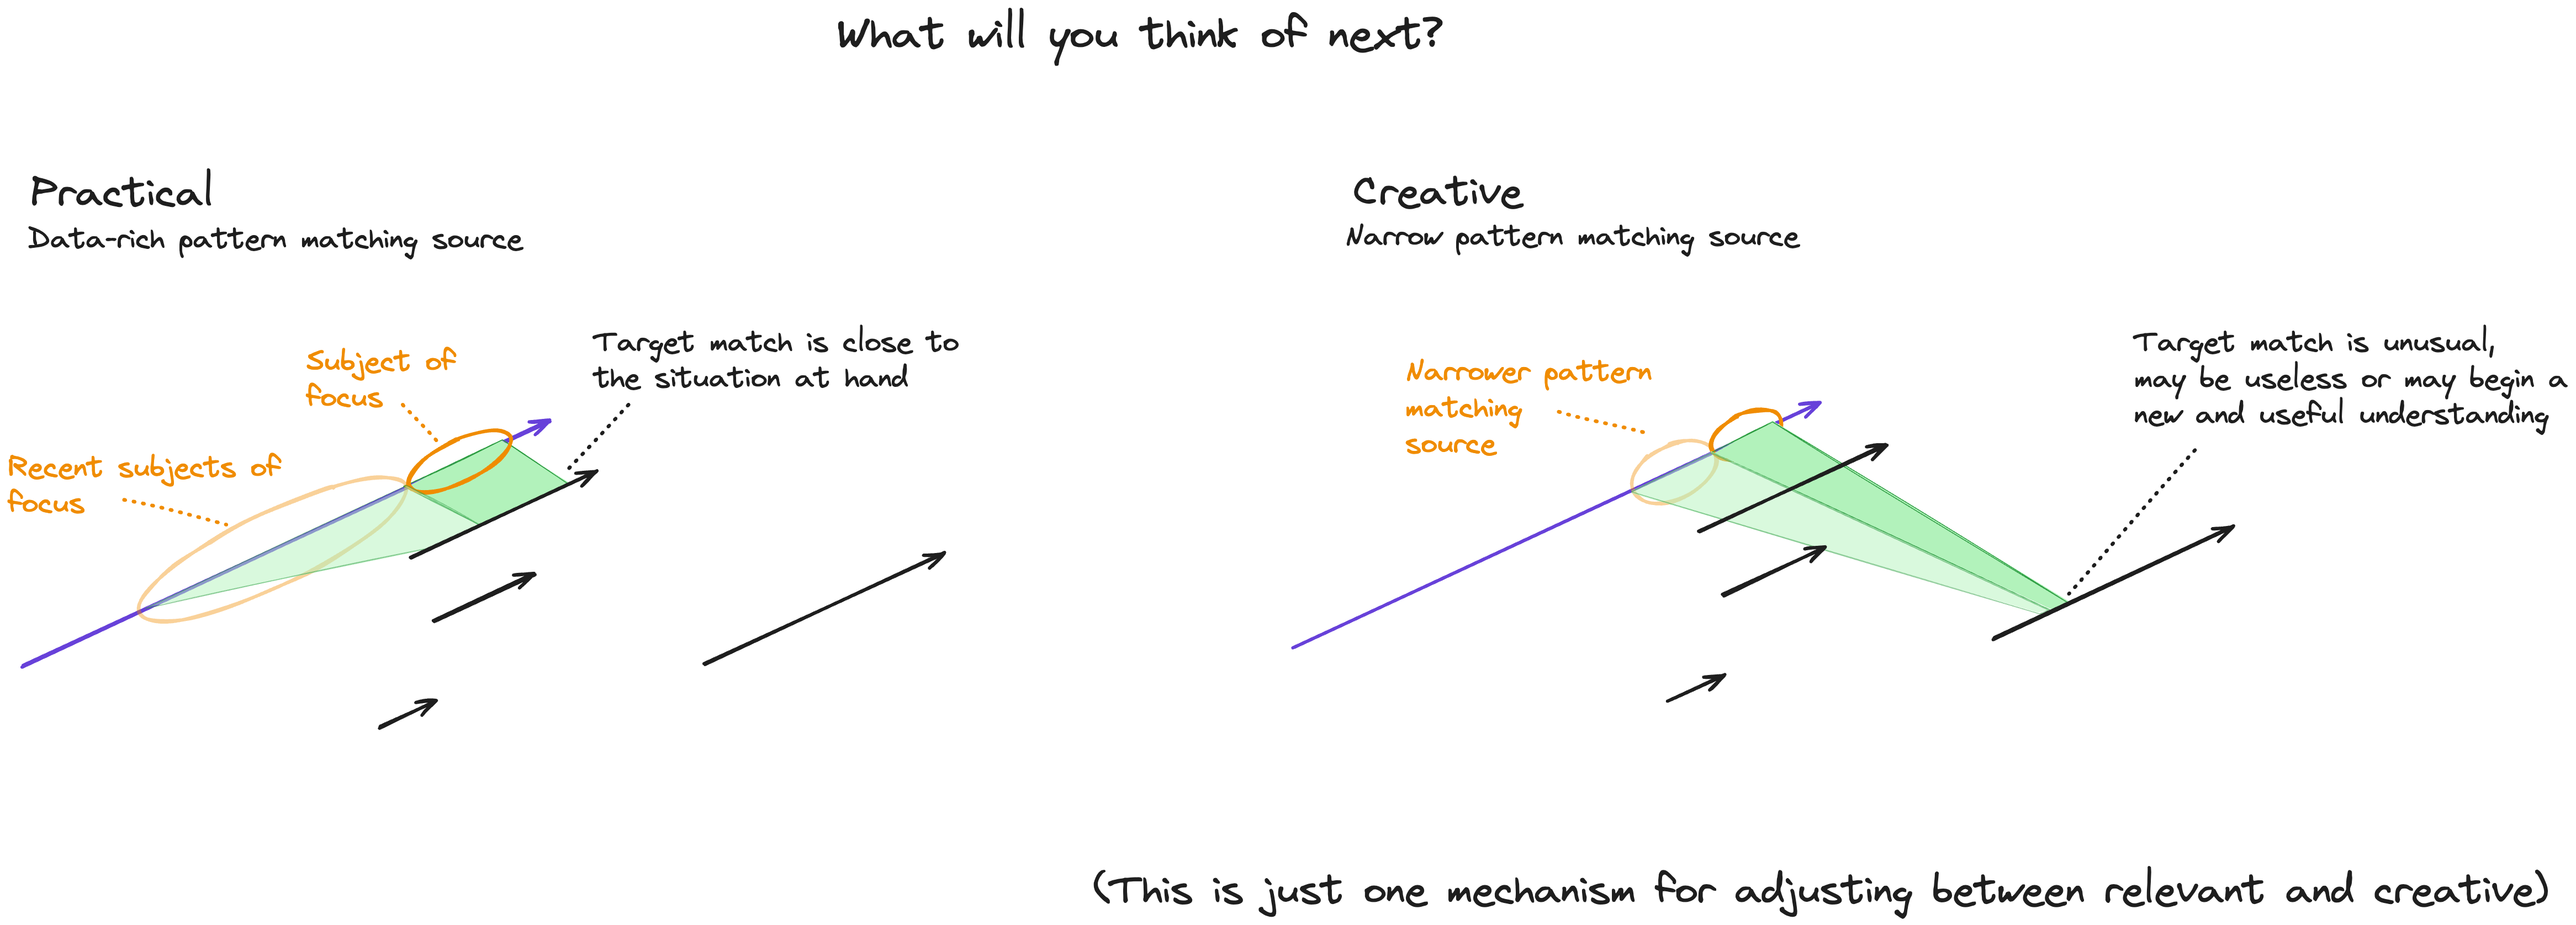 What will you think of next?
Practical
Data-rich pattern matching source
Subject of
focus
Target match is close to
the situation at hand
Recent subjects of
focus
Creative
Narrow pattern matching source
Narrower pattern
matching
source
Target match is unusual,
may be useless or may begin a
new and useful understanding
(This is just one mechanism for adjusting between relevant and creative)